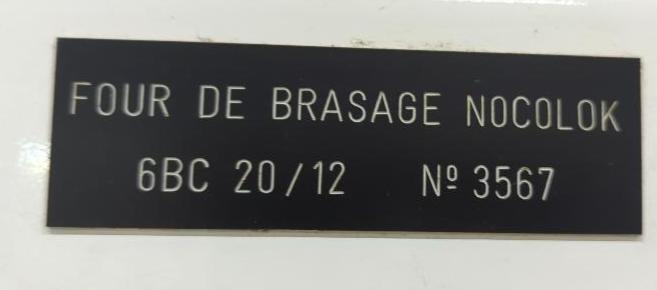 FOUR DE BRASAGE NOCOLOK
6BC 20/12 Nº 3567